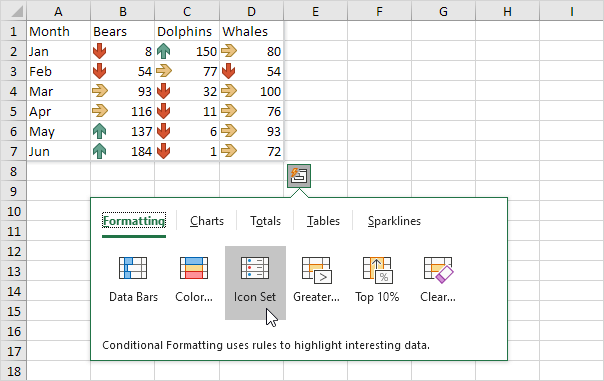 A B C D E F G H I
1 Month Bears Dolphins Whales
2 Jan 8 150 80
3 Feb 54 77 54
4 Mar 93 32 100
5 Apr 116 11 76
6 May 137 6 93
7 Jun 184 1 72
8
9
10 Formatting Charts Totals Tables Sparklines
11
12
13
14 Data Bars Color... Icon Set Greater... Top 10% Clear...
15
16
17 Conditional Formatting uses rules to highlight interesting data.
18